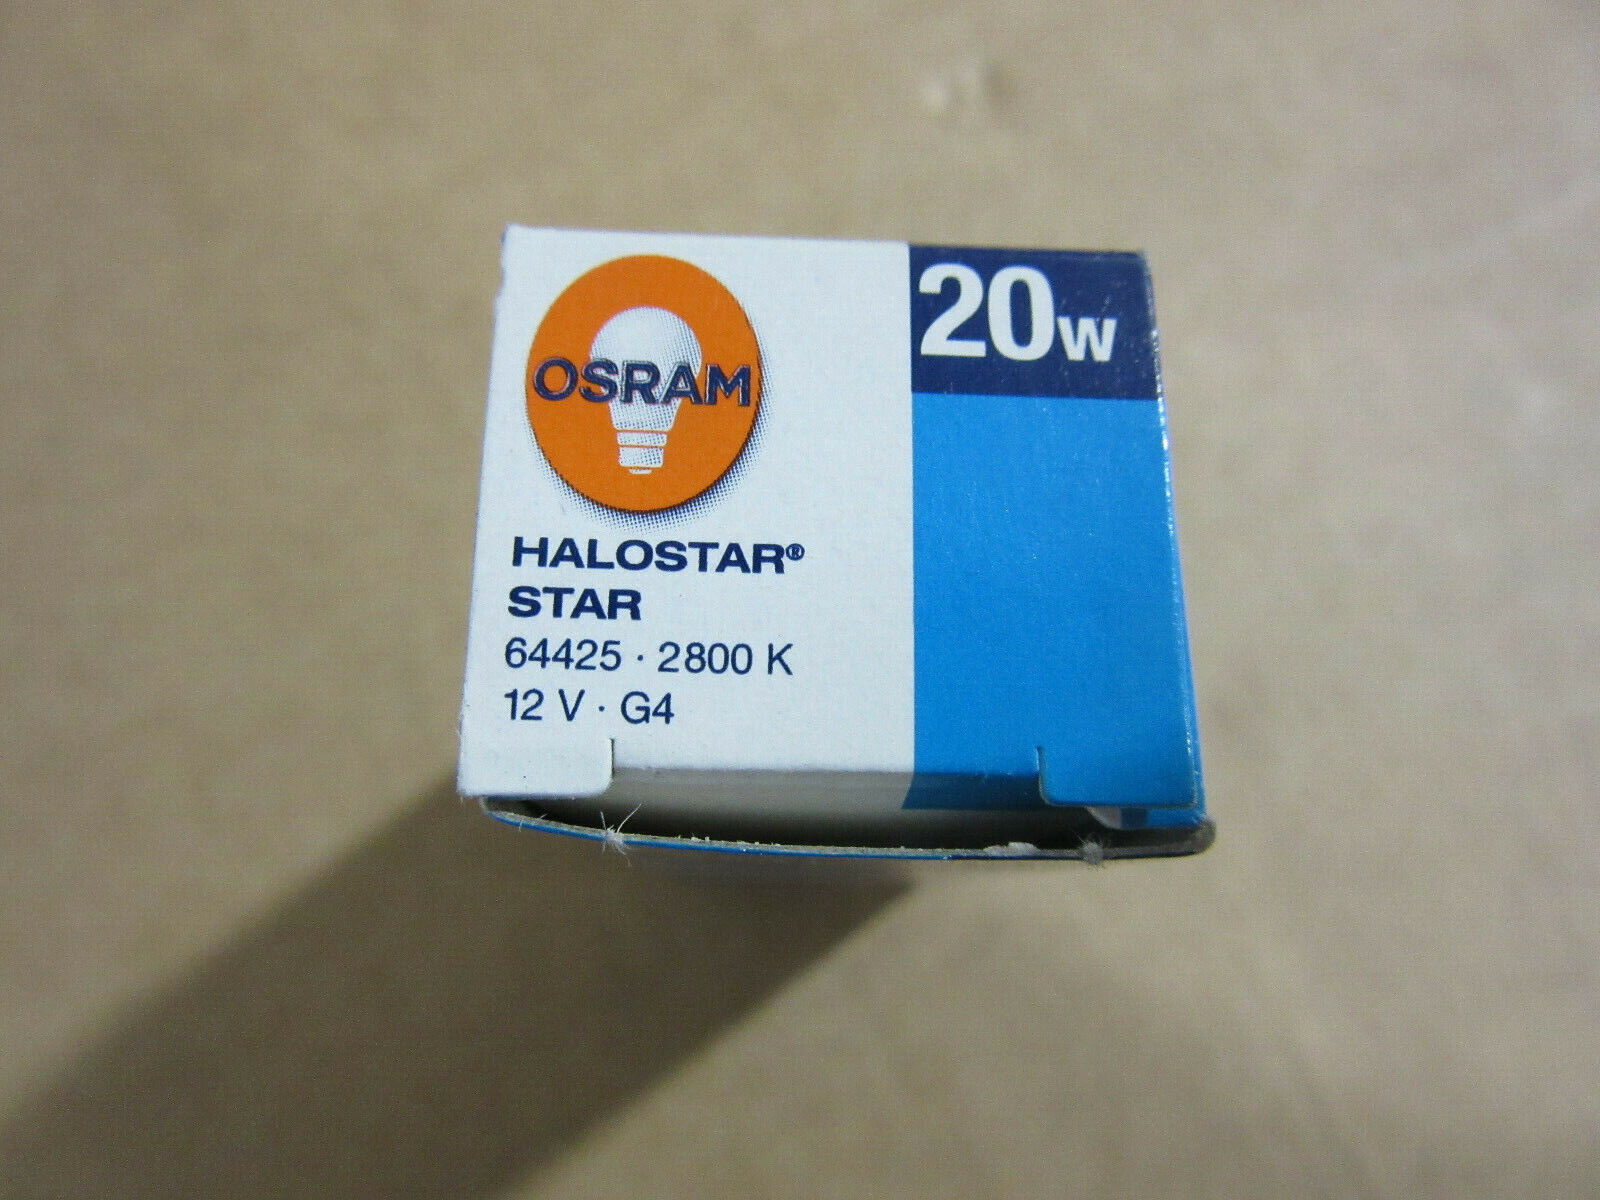 OSRAM
20W
HALOSTAR®
STAR
64425 · 2800 K
12 V · G4